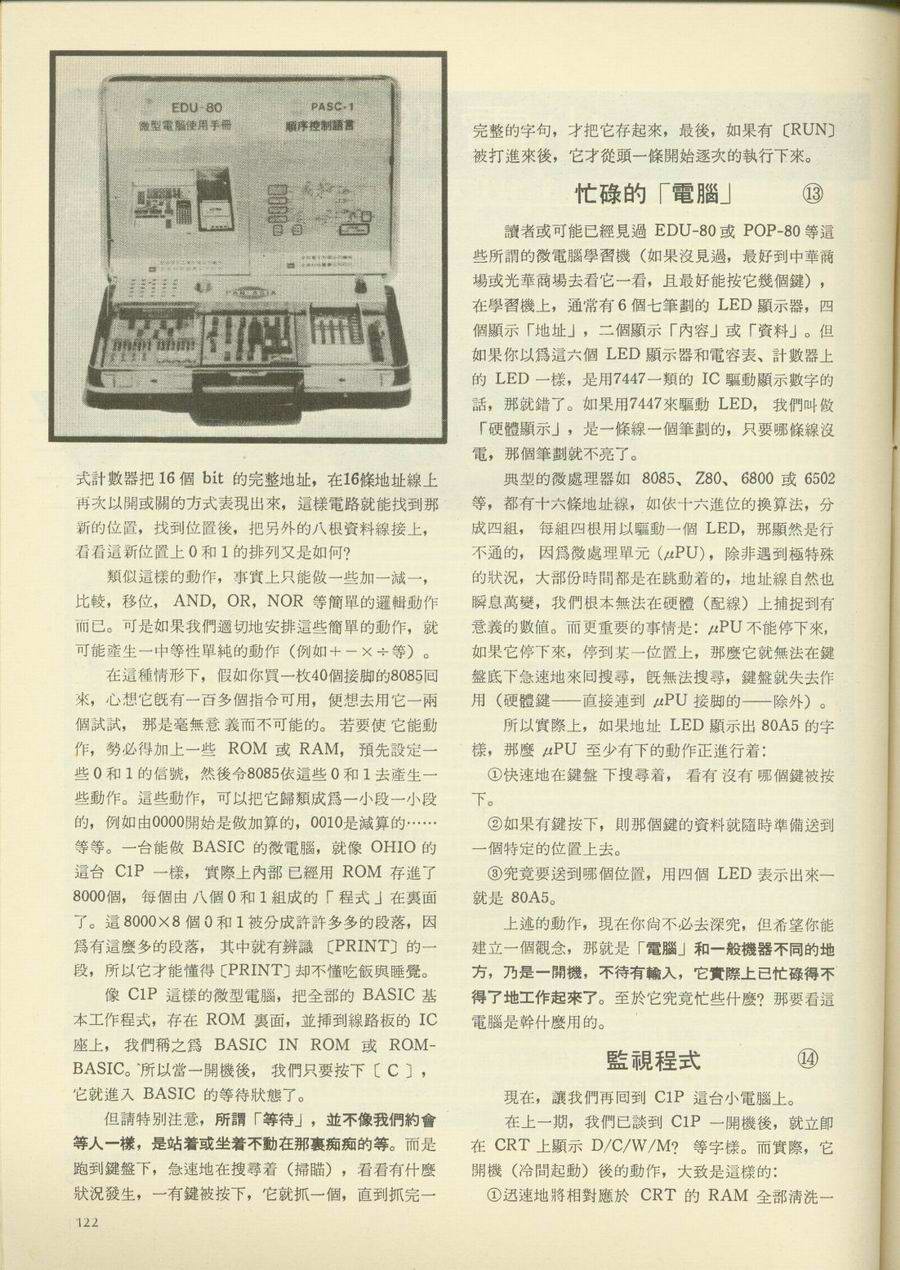 EDU-80
微型電腦使用手冊
PASC-1
順序控制語言
PAN ASIA
式計數器把 16 個 bit 的完整地址，在16條地址線上
再次以開或關的方式表現出來，這樣電路就能找到那
新的位置，找到位置後，把另外的八根資料線接上，
看看這新位置上 0 和 1 的排列又是如何？
類似這樣的動作，事實上只能做一些加一減一，
比較，移位， AND，OR，NOR 等簡單的邏輯動作
而已。可是如果我們適切地安排這些簡單的動作，就
可能產生一中等性單純的動作（例如＋－×÷等）。
在這種情形下，假如你買一枚40個接脚的8085回
來，心想它旣有一百多個指令可用，便想去用它一兩
個試試， 那是毫無意 義而不可能的。 若要使 它能動
作，勢必得加上一些 ROM 或 RAM， 預先設定一
些 0 和 1 的信號，然後令8085依這些 0 和 1 去產生一
些動作。這些動作，可以把它歸類成爲一小段一小段
的，例如由0000開始是做加算的，0010是減算的……
等等。一台能做 BASIC 的微電腦，就像 OHIO 的
這台 C1P 一樣， 實際上內部 已經用 ROM 存進了
8000個， 每個由 八個 0 和 1 組成的「 程式 」在裏面
了。這 8000×8 個 0 和 1 被分成許許多多的段落，因
爲有這麼多的段落， 其中就有辨識 〔PRINT〕的一
段，所以它才能懂得〔PRINT〕却不懂吃飯與睡覺。
像 C1P 這樣的微型電腦，把全部的 BASIC 基
本工作程式，存在 ROM 裏面，並揷到線路板的 IC
座上， 我們稱之爲 BASIC IN ROM 或 ROM-
BASIC。所以當一開機後， 我們只要按下〔 C 〕，
它就進入 BASIC 的等待狀態了。
但請特别注意，所謂「等待」，並不像我們約會
等人一樣，是站着或坐着不動在那裏痴痴的等。而是
跑到鍵盤下，急速地在搜尋着（掃瞄），看看有什麼
狀況發生，一有鍵被按下，它就抓一個，直到抓完一
122
完整的字句，才把它存起來，最後，如果有〔RUN〕
被打進來後，它才從頭一條開始逐次的執行下來。
忙碌的「電腦」 ⑬
讀者或可能已經見過 EDU-80 或 POP-80 等這
些所謂的微電腦學習機（如果沒見過，最好到中華商
場或光華商場去看它一看，且最好能按它幾個鍵），
在學習機上，通常有 6 個七筆劃的 LED 顯示器，四
個顯示「地址」，二個顯示「內容」或「資料」。但
如果你以爲這六個 LED 顯示器和電容表、計數器上
的 LED 一樣，是用7447一類的 IC 驅動顯示數字的
話，那就錯了。如果用7447來驅動 LED， 我們叫做
「硬體顯示」，是一條線一個筆劃的，只要哪條線沒
電，那個筆劃就不亮了。
典型的微處理器如 8085、Z80、6800 或 6502
等，都有十六條地址線，如依十六進位的換算法，分
成四組， 每組四根用以驅動一個 LED，那顯然是行
不通的， 因爲微處理單元 (μPU)，除非遇到極特殊
的狀況，大部份時間都是在跳動着的，地址線自然也
瞬息萬變，我們根本無法在硬體（配線）上捕捉到有
意義的數値。而更重要的事情是：μPU 不能停下來，
如果它停下來，停到某一位置上，那麼它就無法在鍵
盤底下急速地來回搜尋，旣無法搜尋，鍵盤就失去作
用（硬體鍵——直接連到 μPU 接脚的——除外）。
所以實際上，如果地址 LED 顯示出 80A5 的字
樣，那麼 μPU 至少有下的動作正進行着：
①快速地在鍵盤 下搜尋着， 看有 沒有 哪個鍵被按
下。
②如果有鍵按下，則那個鍵的資料就隨時準備送到
一個特定的位置上去。
③究竟要送到哪個位置，用四個 LED 表示出來—
就是 80A5。
上述的動作，現在你尙不必去深究，但希望你能
建立一個觀念，那就是「電腦」和一般機器不同的地
方，乃是一開機，不待有輸入，它實際上已忙碌得不
得了地工作起來了。至於它究竟忙些什麼？那要看這
電腦是幹什麼用的。
監視程式 ⑭
現在，讓我們再回到 C1P 這台小電腦上。
在上一期，我們已談到 C1P 一開機後，就立卽
在 CRT 上顯示 D/C/W/M？ 等字樣。而實際，它
開機（冷間起動）後的動作，大致是這樣的：
①迅速地將相對應於 CRT 的 RAM 全部清洗一